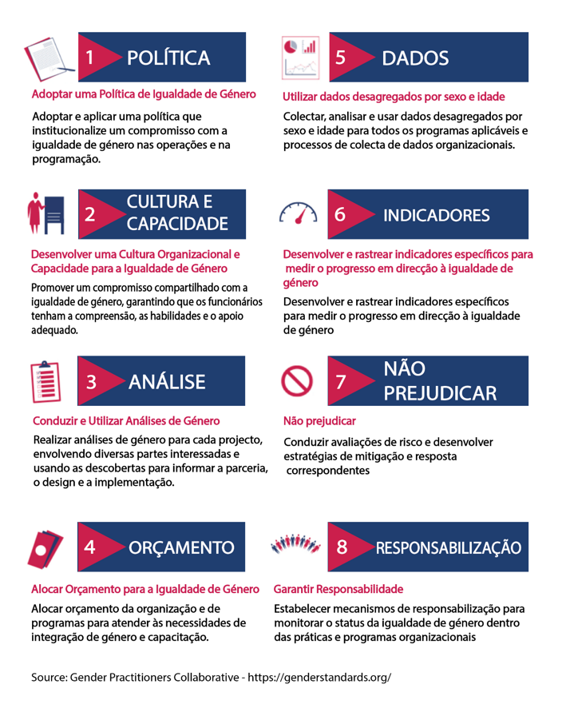 1 POLÍTICA
Adoptar uma Política de Igualdade de Género
Adoptar e aplicar uma política que
institucionalize um compromisso com a
igualdade de género nas operações e na
programação.
2 CULTURA E
CAPACIDADE
Desenvolver uma Cultura Organizacional e
Capacidade para a Igualdade de Género
Promover um compromisso compartilhado com a
igualdade de género, garantindo que os funcionários
tenham a compreensão, as habilidades e o apoio
adequado.
3 ANÁLISE
Conduzir e Utilizar Análises de Género
Realizar análises de género para cada projecto,
envolvendo diversas partes interessadas e
usando as descobertas para informar a parceria,
o design e a implementação.
4 ORÇAMENTO
Alocar Orçamento para a Igualdade de Género
Alocar orçamento da organização e de
programas para atender às necessidades de
integração de género e capacitação.
5 DADOS
Utilizar dados desagregados por sexo e idade
Colectar, analisar e usar dados desagregados por
sexo e idade para todos os programas aplicáveis e
processos de colecta de dados organizacionais.
6 INDICADORES
Desenvolver e rastrear indicadores específicos para
medir o progresso em direcção à igualdade de
género
Desenvolver e rastrear indicadores específicos
para medir o progresso em direcção à igualdade
de género
7 NÃO
PREJUDICAR
Não prejudicar
Conduzir avaliações de risco e desenvolver
estratégias de mitigação e resposta
correspondentes
8 RESPONSABILIZAÇÃO
Garantir Responsabilidade
Estabelecer mecanismos de responsabilização para
monitorar o status da igualdade de género dentro
das práticas e programas organizacionais
Source: Gender Practitioners Collaborative - https://genderstandards.org/